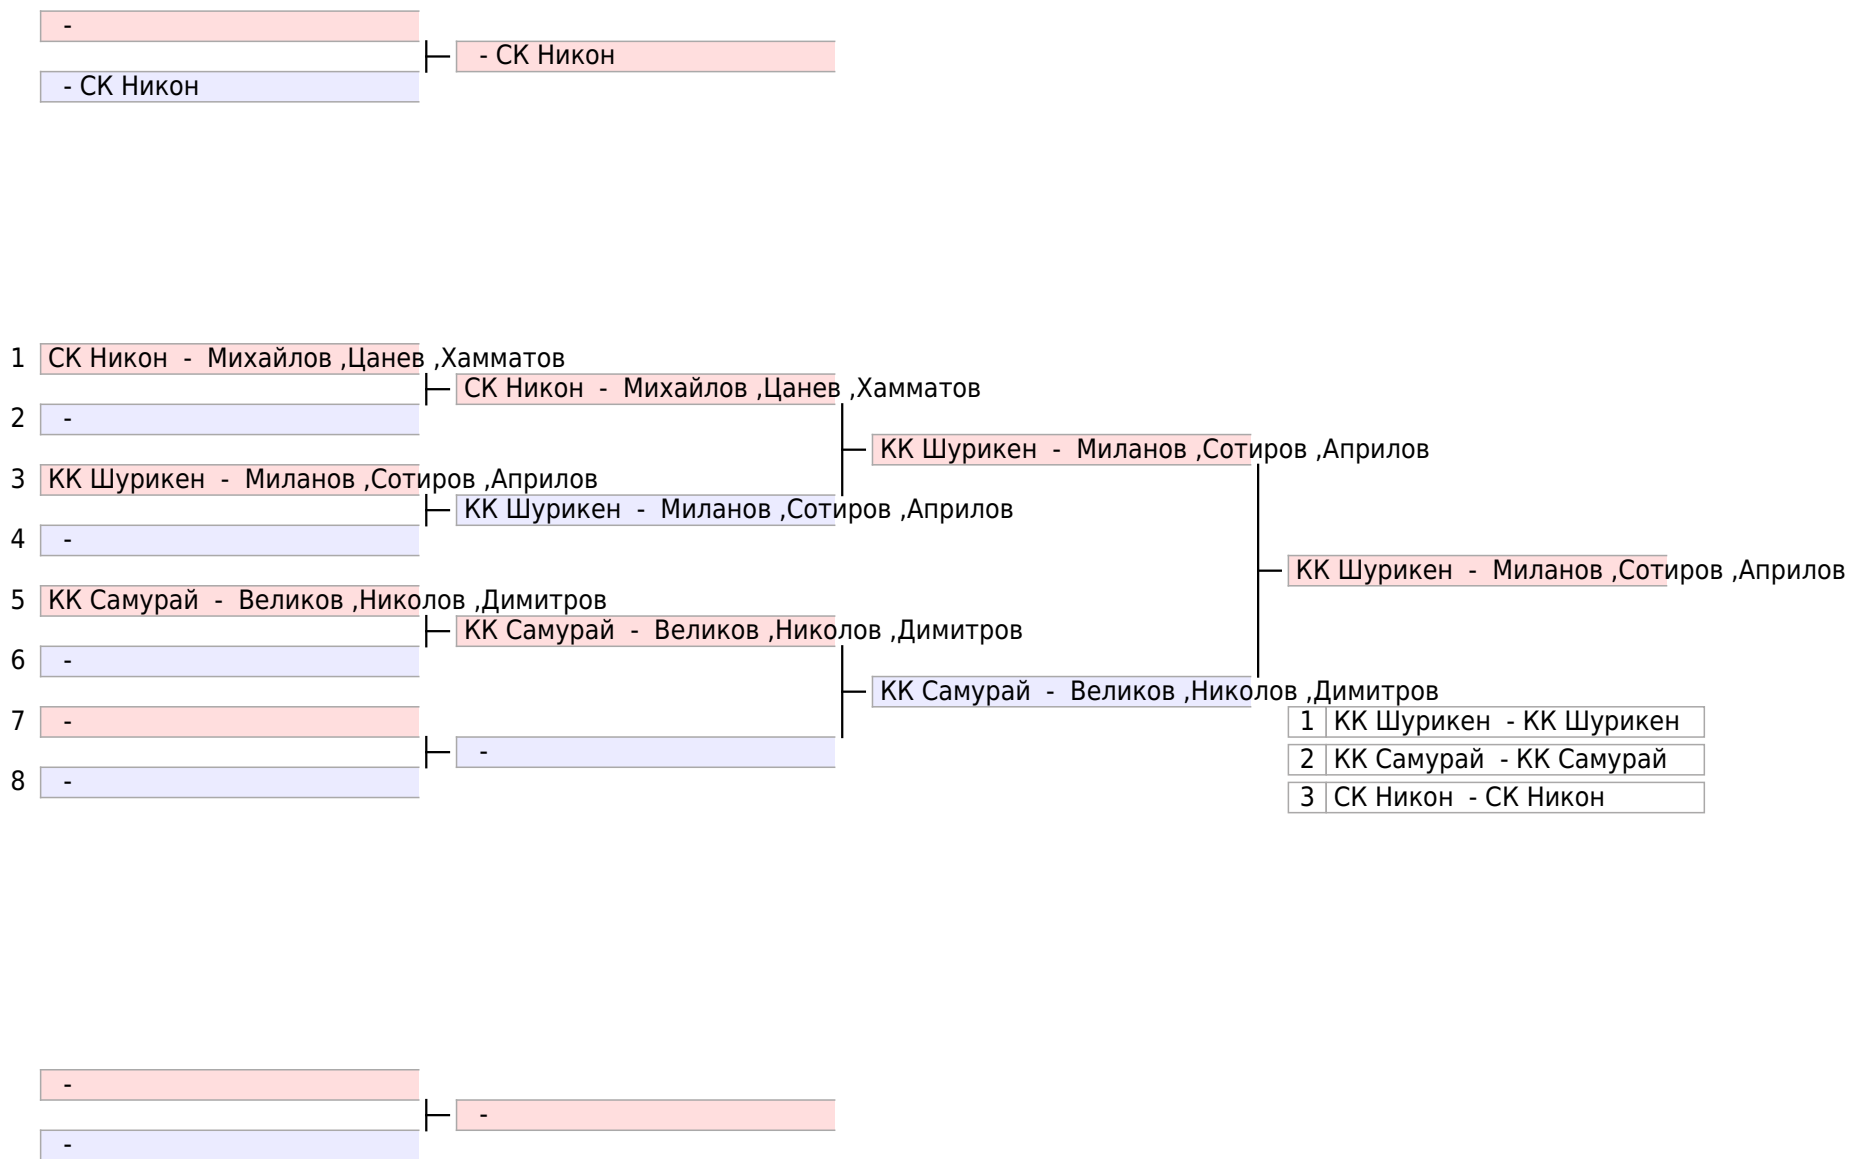 -
- СК Никон
- СК Никон
1 СК Никон - Михайлов ,Цанев ,Хамматов
СК Никон - Михайлов ,Цанев ,Хамматов
2 -
КК Шурикен - Миланов ,Сотиров ,Априлов
3 КК Шурикен - Миланов ,Сотиров ,Априлов
КК Шурикен - Миланов ,Сотиров ,Априлов
4 -
КК Шурикен - Миланов ,Сотиров ,Априлов
5 КК Самурай - Великов ,Николов ,Димитров
КК Самурай - Великов ,Николов ,Димитров
6 -
КК Самурай - Великов ,Николов ,Димитров
7 -
1 КК Шурикен - КК Шурикен
-
2 КК Самурай - КК Самурай
8 -
3 СК Никон - СК Никон
-
-
-